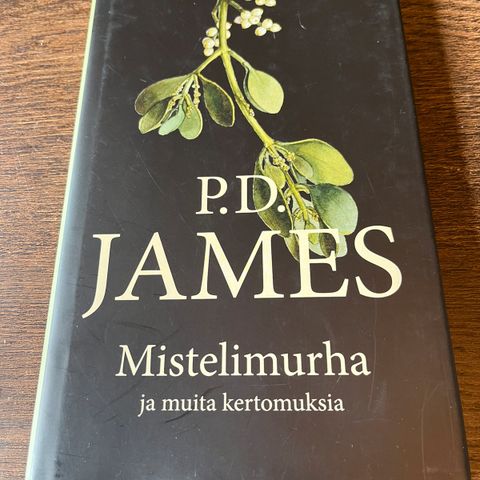 P.D.
JAMES
Mistelimurha
ja muita kertomuksia